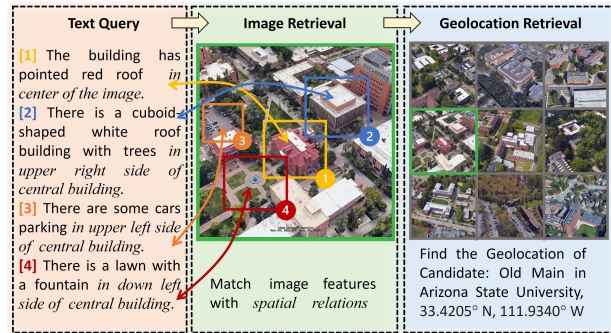 Text Query
Image Retrieval
Geolocation Retrieval
[1] The building has
pointed red roof in
center of the image.
[2] There is a cuboid-
shaped white roof
building with trees in
upper right side of
central building.
[3] There are some cars
parking in upper left side
of central building.
[4] There is a lawn with
a fountain in down left
side of central building.
2
3
1
4
Match image features
with spatial relations
Find the Geolocation of
Candidate: Old Main in
Arizona State University,
33.4205° N, 111.9340° W